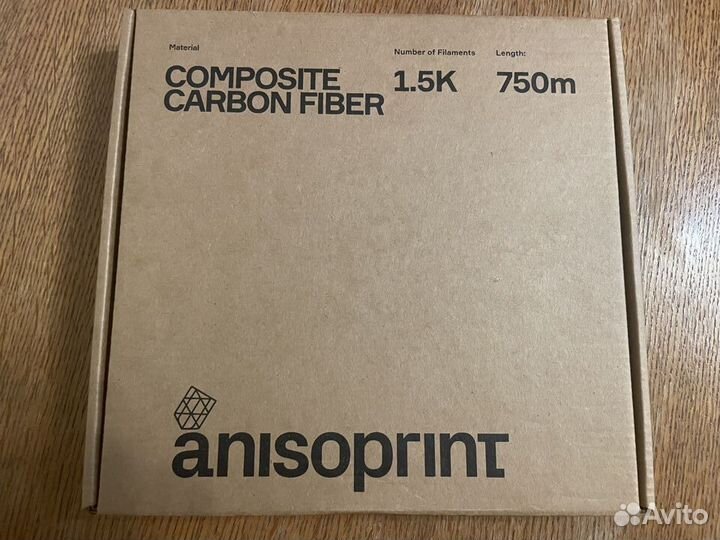 Material
COMPOSITE
CARBON FIBER
Number of Filaments
1.5K
Length:
750m
anisoprint
Avito